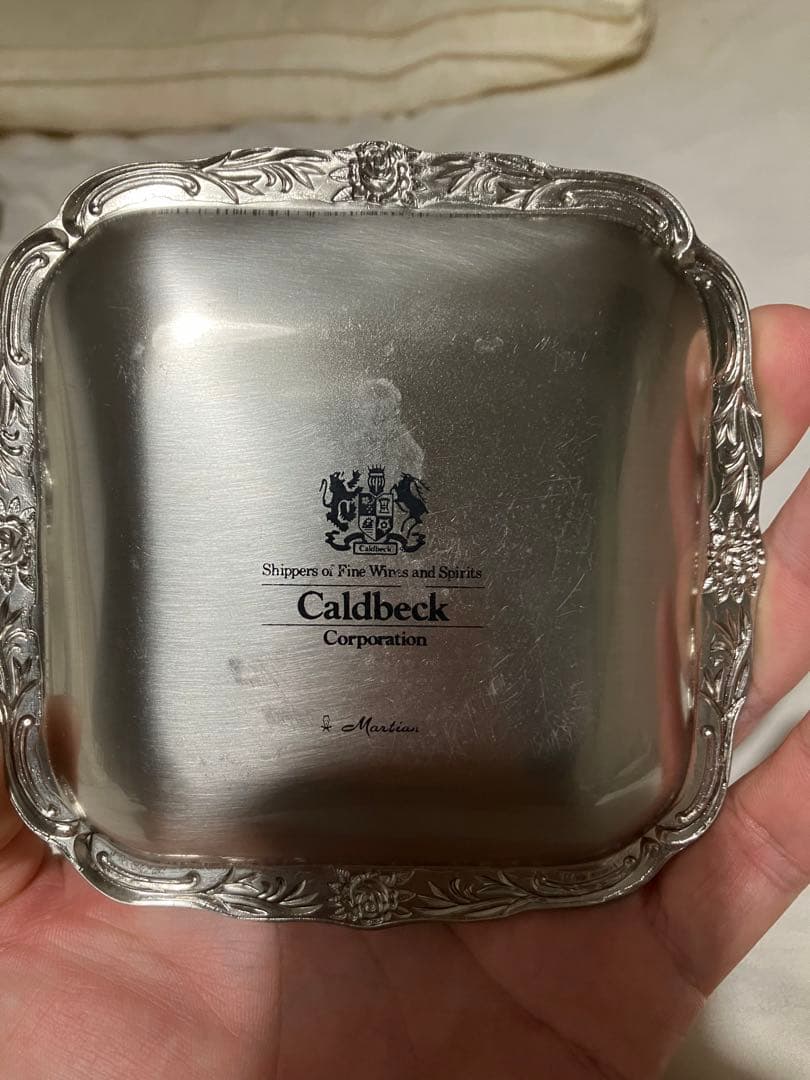 Caldbeck
Shippers of Fine Wines and Spirits
Caldbeck
Corporation
Martian